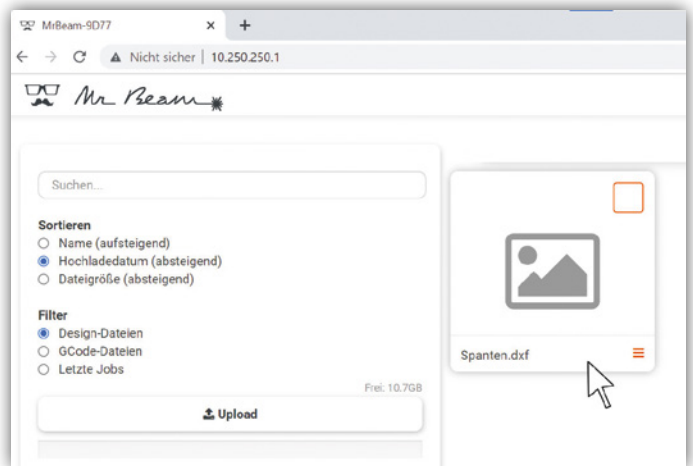 MrBeam-9D77
Nicht sicher | 10.250.250.1
Mr Beam
Suchen...
Sortieren
Name (aufsteigend)
Hochladedatum (absteigend)
Dateigröße (absteigend)
Filter
Design-Dateien
GCode-Dateien
Letzte Jobs
Frei: 10.7GB
Upload
Spanten.dxf